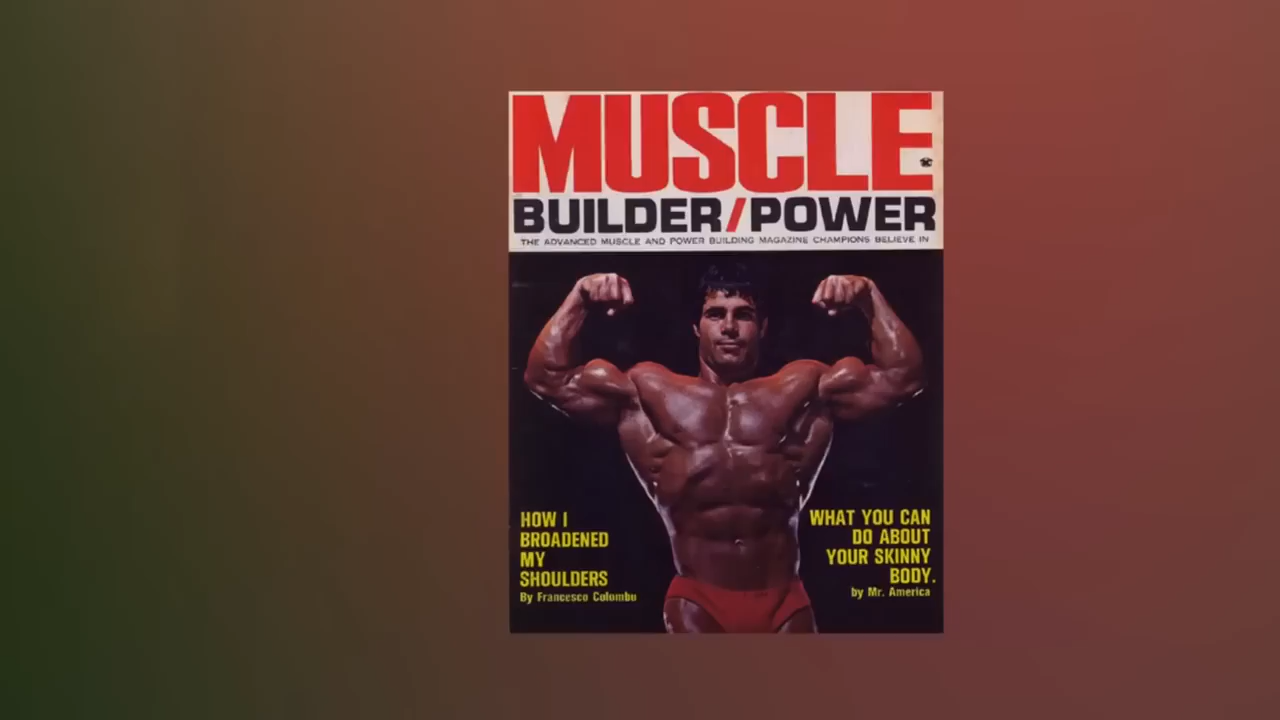 MUSCLE
BUILDER/POWER
THE ADVANCED MUSCLE AND POWER BUILDING MAGAZINE CHAMPIONS BELIEVE IN
HOW I
BROADENED
MY
SHOULDERS
By Francesco Colombu
WHAT YOU CAN
DO ABOUT
YOUR SKINNY
BODY.
by Mr. America